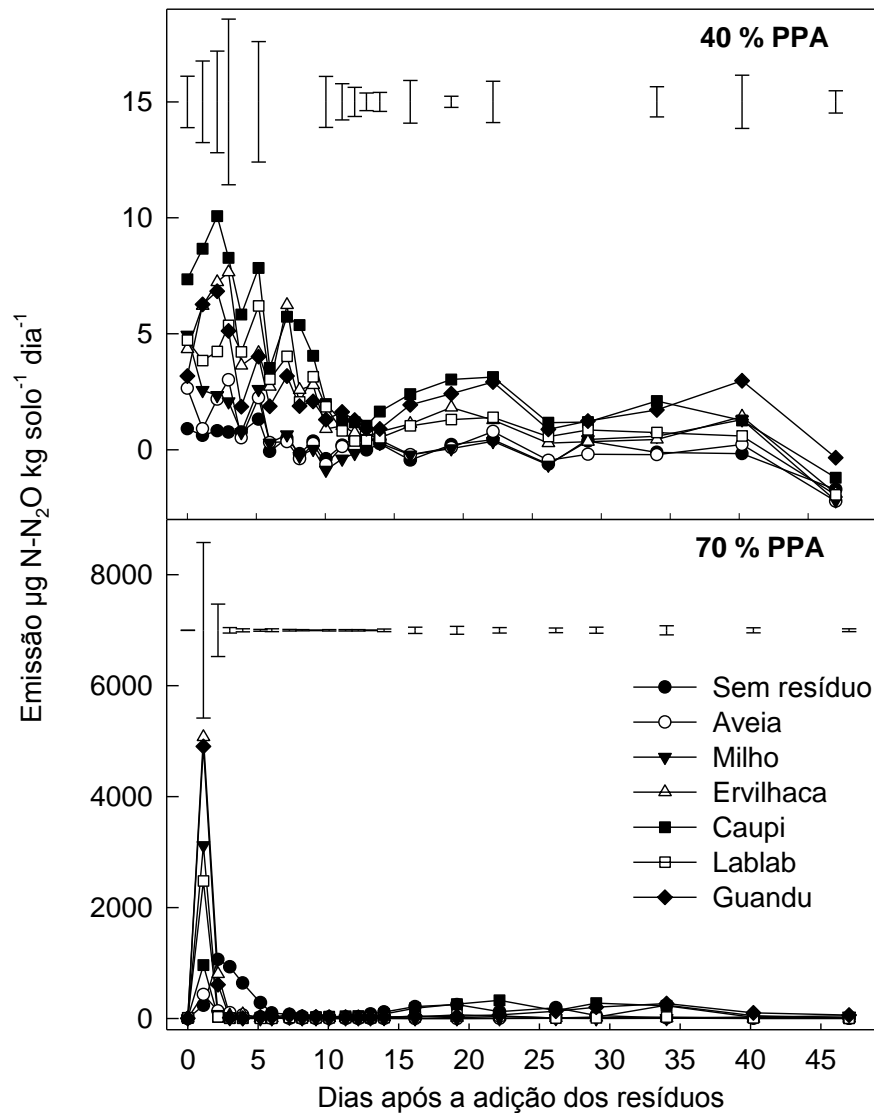 40 % PPA
15
10
5
0
Emissão µg N-N₂O kg solo⁻¹ dia⁻¹
70 % PPA
8000
6000
4000
2000
0
Sem resíduo
Aveia
Milho
Ervilhaca
Caupi
Lablab
Guandu
0 5 10 15 20 25 30 35 40 45
Dias após a adição dos resíduos